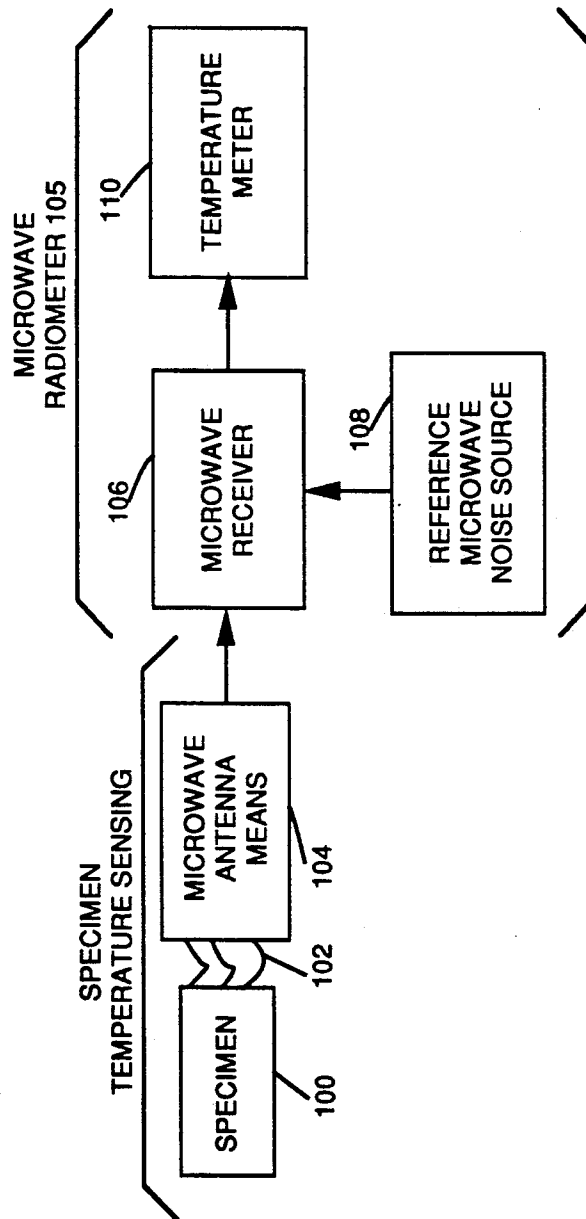 SPECIMEN
TEMPERATURE SENSING
SPECIMEN
100
102
MICROWAVE
ANTENNA
MEANS
104
MICROWAVE
RADIOMETER 105
106
MICROWAVE
RECEIVER
108
REFERENCE
MICROWAVE
NOISE SOURCE
110
TEMPERATURE
METER